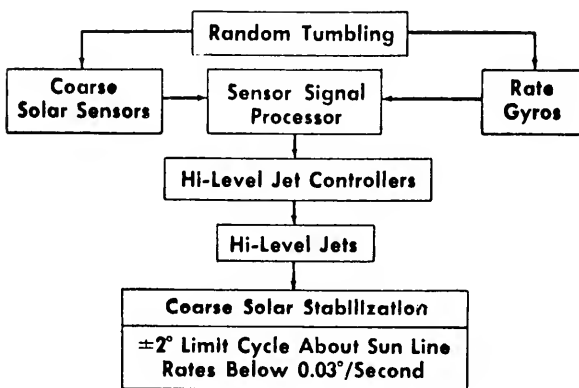 Random Tumbling
Coarse
Solar Sensors
Sensor Signal
Processor
Rate
Gyros
Hi-Level Jet Controllers
Hi-Level Jets
Coarse Solar Stabilization
±2° Limit Cycle About Sun Line
Rates Below 0.03°/Second